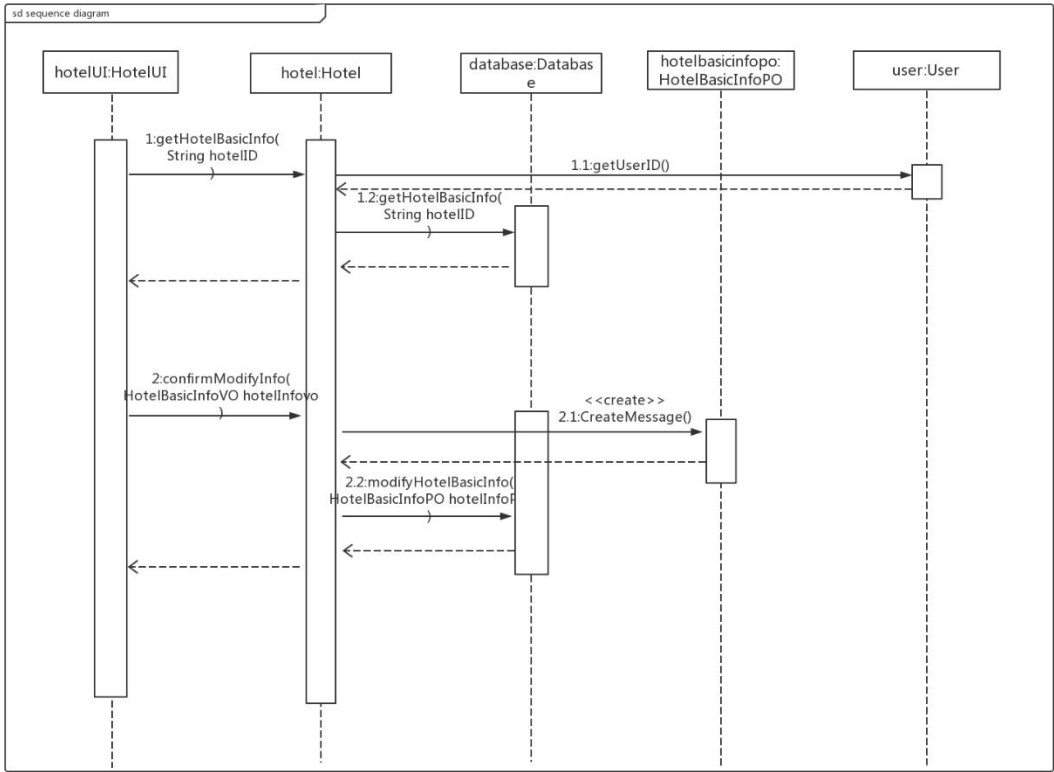 sd sequence diagram
hotelUI:HotelUI
hotel:Hotel
database:Databas
e
hotelbasicinfopo:
HotelBasicInfoPO
user:User
1:getHotelBasicInfo(
String hotelID
)
1.1:getUserID()
1.2:getHotelBasicInfo(
String hotelID
)
2:confirmModifyInfo(
HotelBasicInfoVO hotelInfovo
)
<<create>>
2.1:CreateMessage()
2.2:modifyHotelBasicInfo(
HotelBasicInfoPO hotelInfoP
)